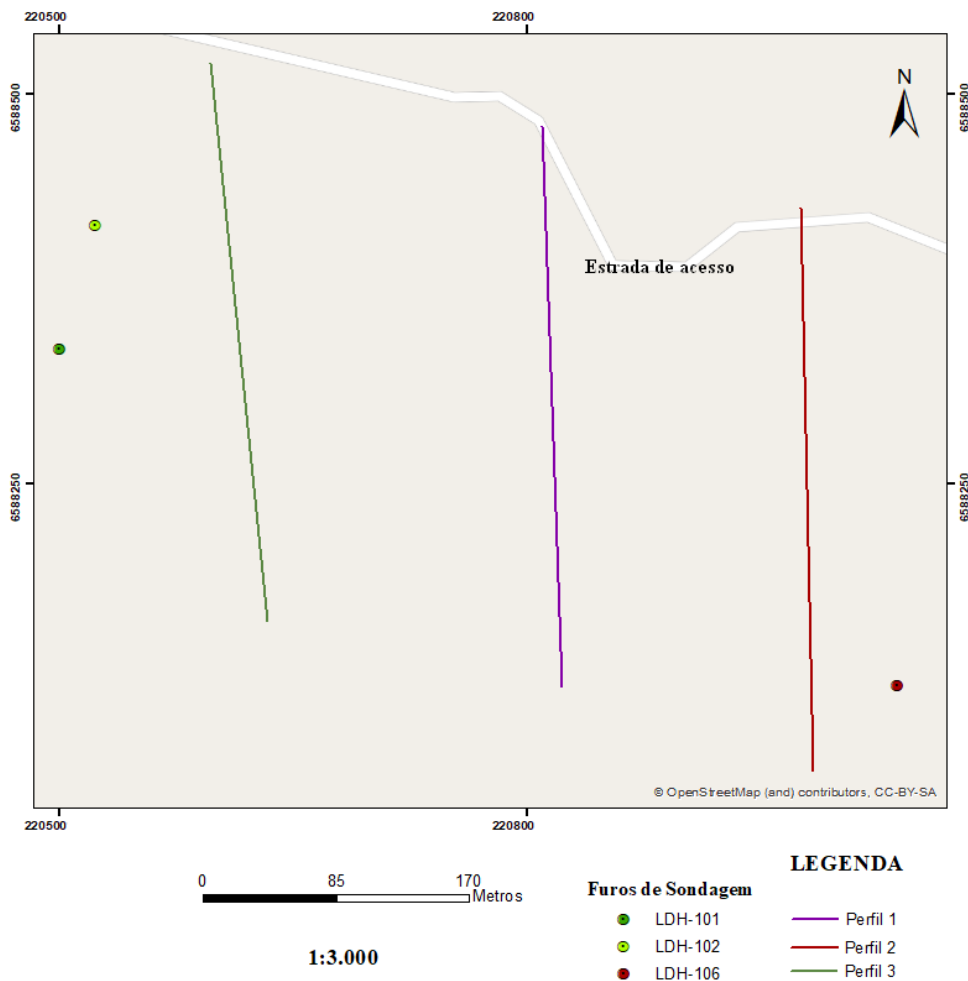 220500
220800
6588500
6588500
N
Estrada de acesso
6588250
6588250
© OpenStreetMap (and) contributors, CC-BY-SA
220500
220800
LEGENDA
0
85
170
Metros
1:3.000
Furos de Sondagem
LDH-101
LDH-102
LDH-106
Perfil 1
Perfil 2
Perfil 3